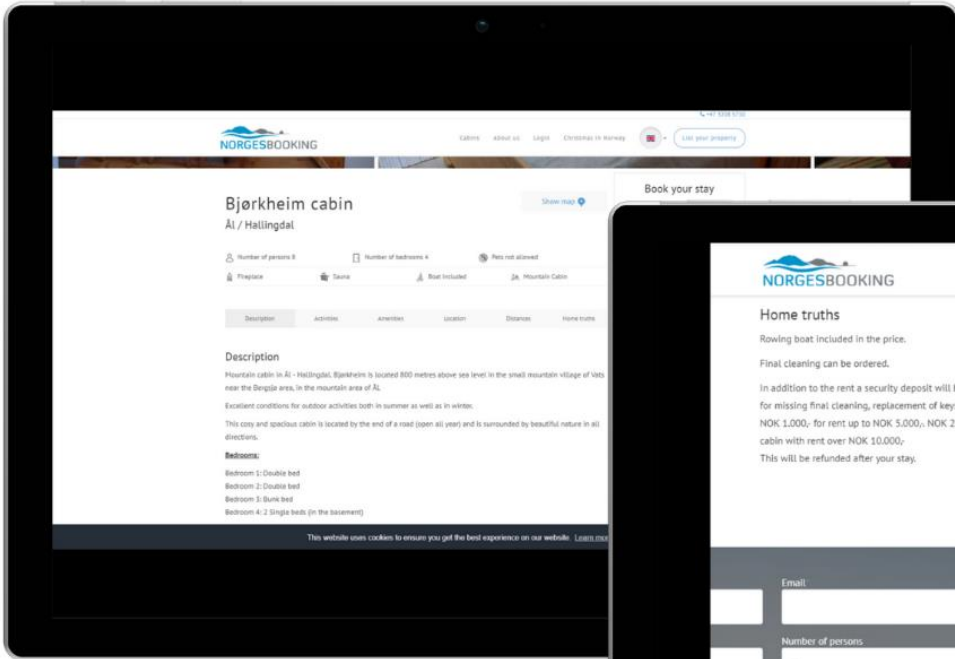 +47 5358 5750
NORGESBOOKING
Cabins About us Login Christmas in Norway List your property
Book your stay
Bjørkheim cabin
Show map
Ål / Hallingdal
Number of persons 8 Number of bedrooms 4 Pets not allowed
Fireplace Sauna Boat included Mountain Cabin
Description Activities Amenities Location Distances Home truths
Description
Mountain cabin in Ål - Hallingdal. Bjørkheim is located 800 metres above sea level in the small mountain village of Vats
near the Bergsjø area, in the mountain area of Ål.
Excellent conditions for outdoor activities both in summer as well as in winter.
This cosy and spacious cabin is located by the end of a road (open all year) and is surrounded by beautiful nature in all
directions.
Bedrooms:
Bedroom 1: Double bed
Bedroom 2: Double bed
Bedroom 3: Bunk bed
Bedroom 4: 2 Single beds (in the basement)
This website uses cookies to ensure you get the best experience on our website. Learn
NORGESBOOKING
Home truths
Rowing boat included in the price.
Final cleaning can be ordered.
In addition to the rent a security deposit will
for missing final cleaning, replacement of
NOK 1.000,- for rent up to NOK 5.000,-. NOK
cabin with rent over NOK 10.000,-
This will be refunded after your stay.
Email
Number of persons